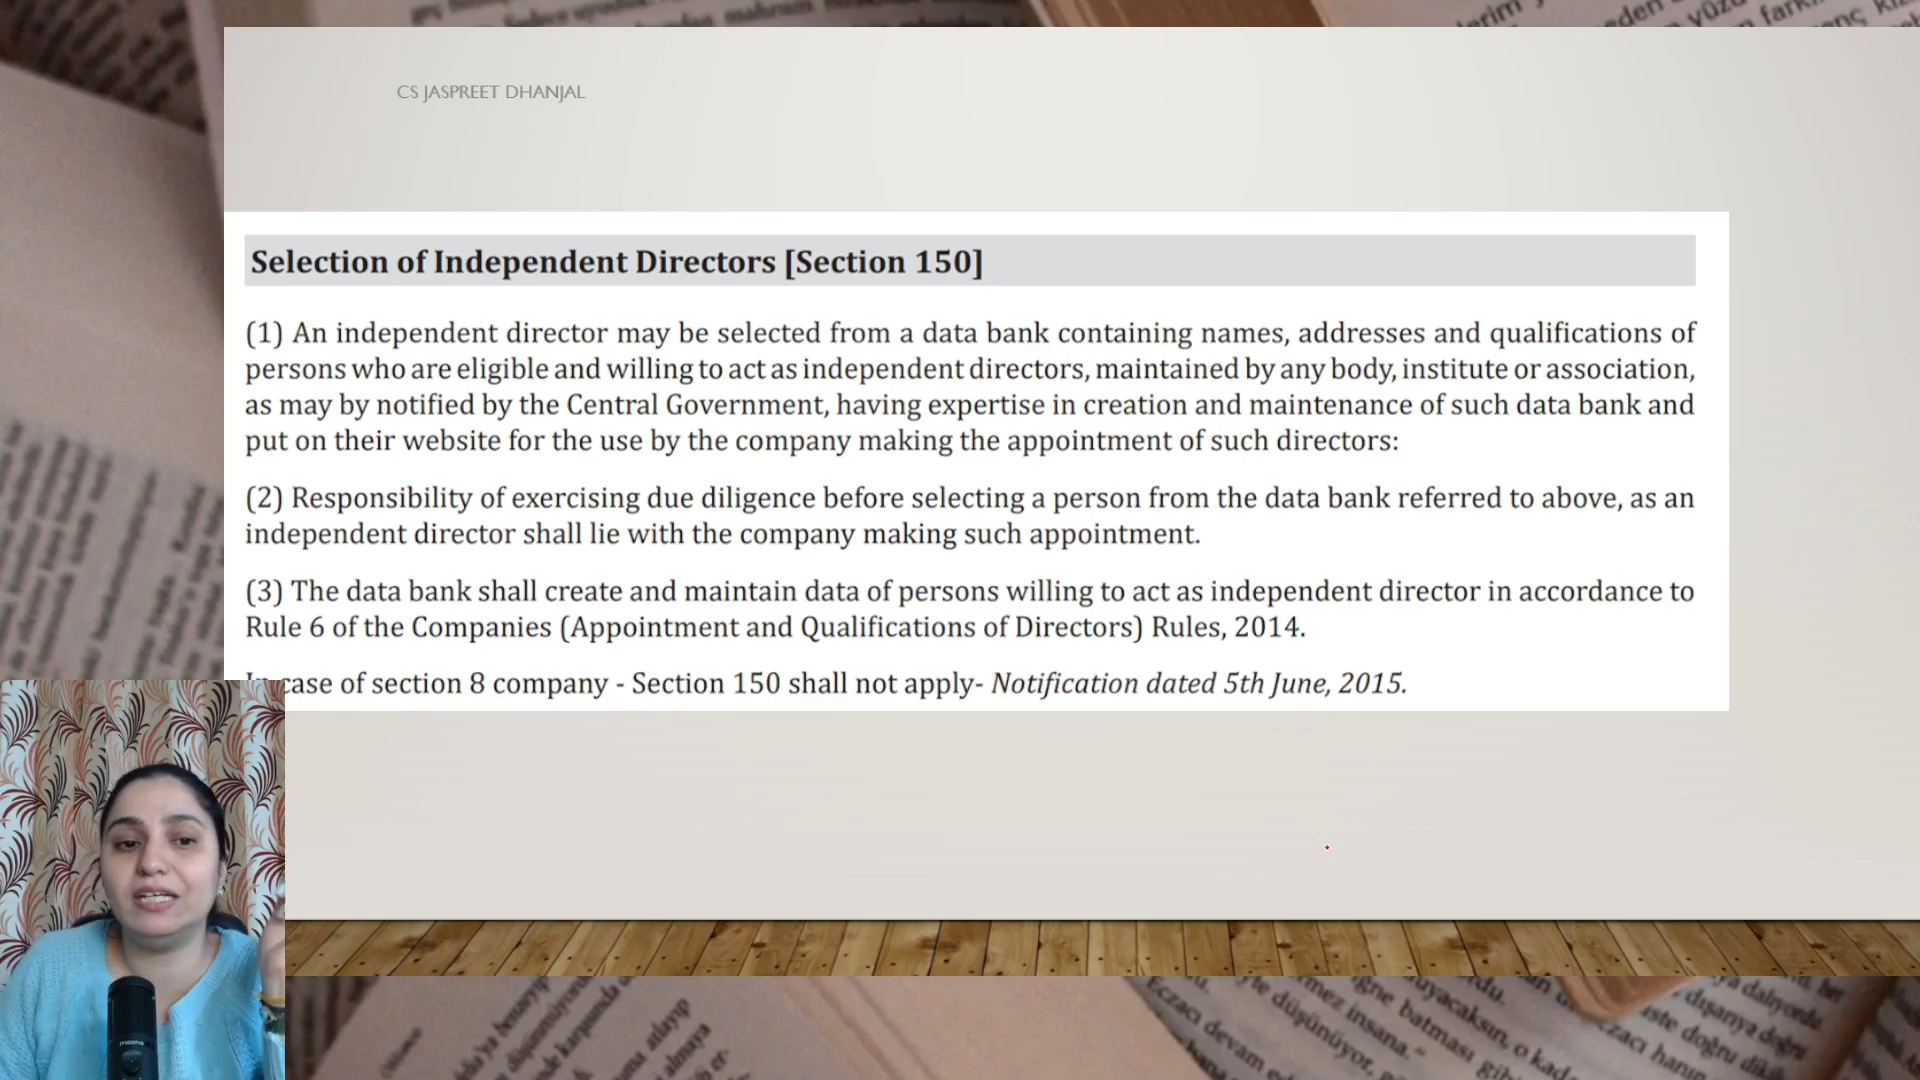 CS JASPREET DHANJAL
Selection of Independent Directors [Section 150]
(1) An independent director may be selected from a data bank containing names, addresses and qualifications of
persons who are eligible and willing to act as independent directors, maintained by any body, institute or association,
as may by notified by the Central Government, having expertise in creation and maintenance of such data bank and
put on their website for the use by the company making the appointment of such directors:
(2) Responsibility of exercising due diligence before selecting a person from the data bank referred to above, as an
independent director shall lie with the company making such appointment.
(3) The data bank shall create and maintain data of persons willing to act as independent director in accordance to
Rule 6 of the Companies (Appointment and Qualifications of Directors) Rules, 2014.
In case of section 8 company - Section 150 shall not apply- Notification dated 5th June, 2015.
maono